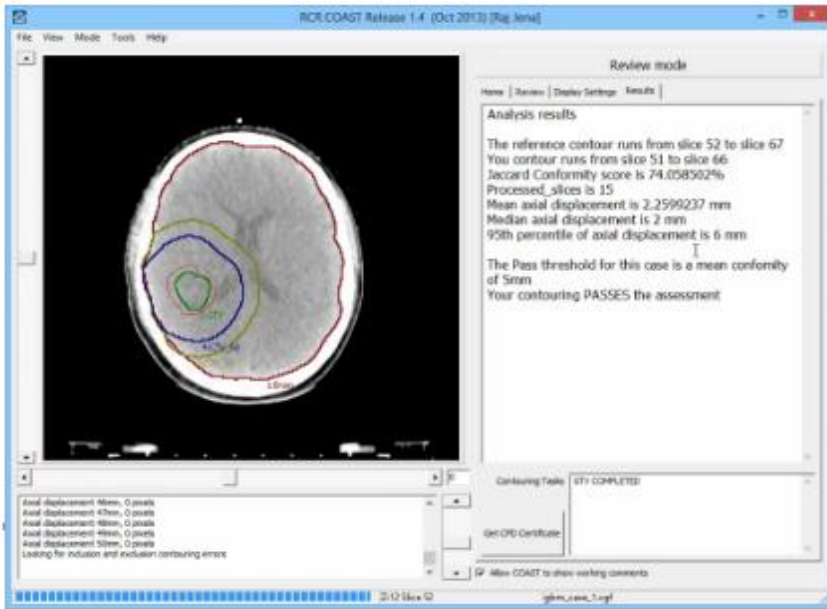 RCR COAST Release 1.4 (Oct 2013) [Raj Jena]
File View Mode Tools Help
Review mode
Home Review Display Settings Results
Analysis results
The reference contour runs from slice 52 to slice 67
You contour runs from slice 51 to slice 66
Jaccard Conformity score is 74.058502%
Processed_slices is 15
Mean axial displacement is 2.2599237 mm
Median axial displacement is 2 mm
95th percentile of axial displacement is 6 mm
The Pass threshold for this case is a mean confomity
of 5mm
Your contouring PASSES the assessment
Axial displacement 46mm, 0 pixels
Axial displacement 47mm, 0 pixels
Axial displacement 48mm, 0 pixels
Axial displacement 49mm, 0 pixels
Axial displacement 50mm, 0 pixels
Looking for inclusion and exclusion contouring errors
Contouring Tasks
GTV COMPLETED
Get CPD Certificate
Allow COAST to show working comments